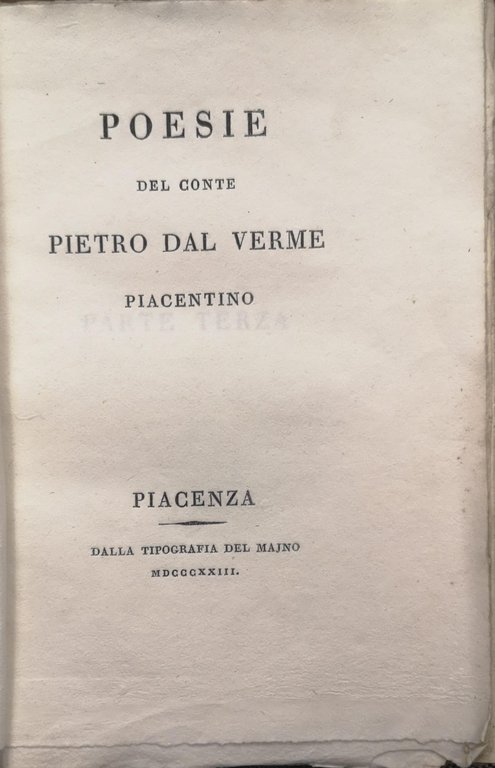 POESIE
DEL CONTE
PIETRO DAL VERME
PIACENTINO
PARTE TERZA
PIACENZA
DALLA TIPOGRAFIA DEL MAJNO
MDCCCXXIII.